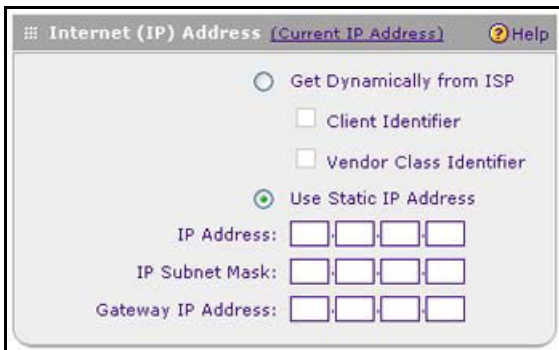 Internet (IP) Address (Current IP Address) ? Help
Get Dynamically from ISP
Client Identifier
Vendor Class Identifier
Use Static IP Address
IP Address:
IP Subnet Mask:
Gateway IP Address: